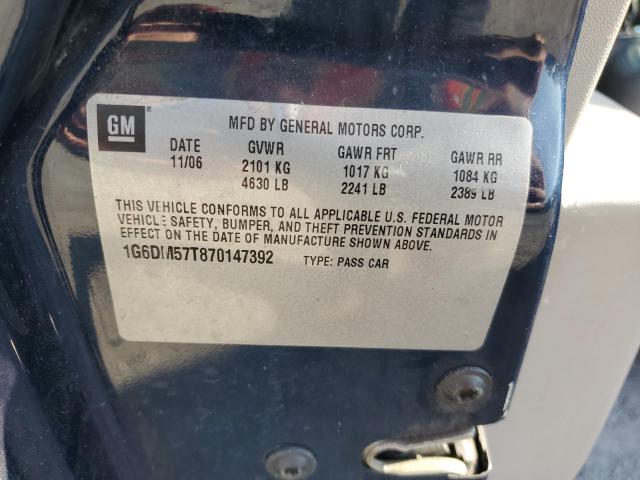 GM
MFD BY GENERAL MOTORS CORP.
DATE GVWR GAWR FRT GAWR RR
11/06 2101 KG 1017 KG 1084 KG
4630 LB 2241 LB 2389 LB
THIS VEHICLE CONFORMS TO ALL APPLICABLE U.S. FEDERAL MOTOR
VEHICLE SAFETY, BUMPER, AND THEFT PREVENTION STANDARDS IN
EFFECT ON THE DATE OF MANUFACTURE SHOWN ABOVE.
1G6DM57T870147392 TYPE: PASS CAR